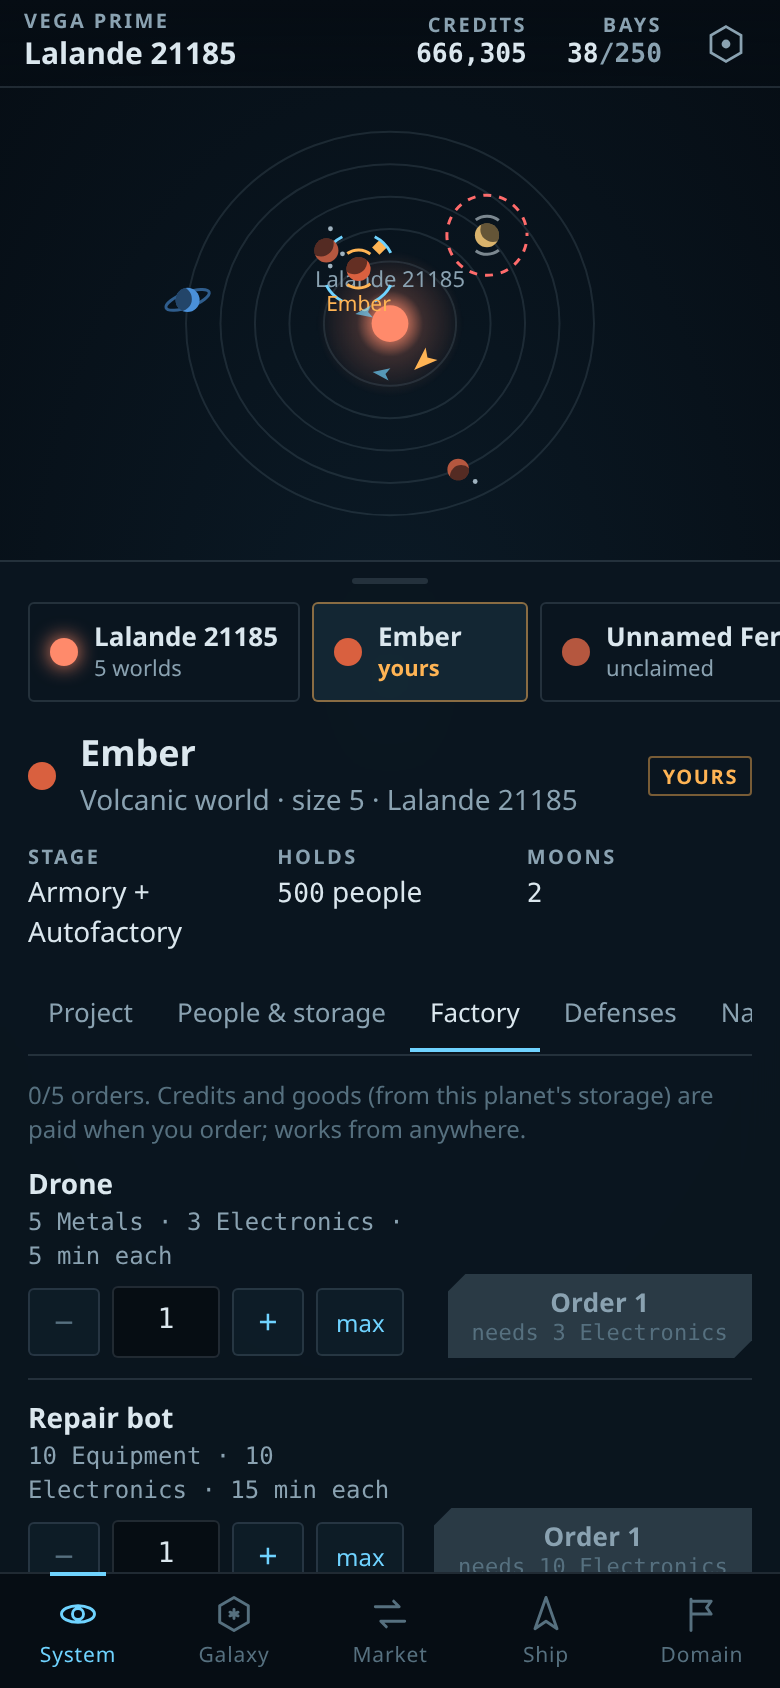 VEGA PRIME
Lalande 21185
CREDITS
666,305
BAYS
38/250
Lalande 21185
Ember
Lalande 21185
5 worlds
Ember
yours
Unnamed Fer
unclaimed
Ember
Volcanic world · size 5 · Lalande 21185
YOURS
STAGE
Armory +
Autofactory
HOLDS
500 people
MOONS
2
Project
People & storage
Factory
Defenses
Na
0/5 orders. Credits and goods (from this planet's storage) are
paid when you order; works from anywhere.
Drone
5 Metals · 3 Electronics ·
5 min each
− 1 + max
Order 1
needs 3 Electronics
Repair bot
10 Equipment · 10
Electronics · 15 min each
− 1 + max
Order 1
needs 10 Electronics
System
Galaxy
Market
Ship
Domain